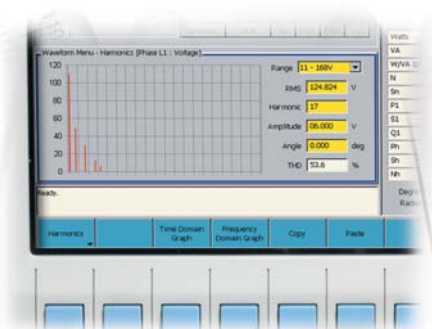 Waveform Menu - Harmonics [Phase L1 : Voltage]
120
100
80
60
40
20
0
Range 11 - 168V
RMS 124.824 V
Harmonic 17
Amplitude 06.000 V
Angle 0.000 deg
THD 53.6 %
Ready.
Harmonics
Time Domain Graph
Frequency Domain Graph
Copy
Paste
Watts
VA
W/VA
N
Sn
P1
S1
Q1
Ph
Sh
Nh
Degre
Radia